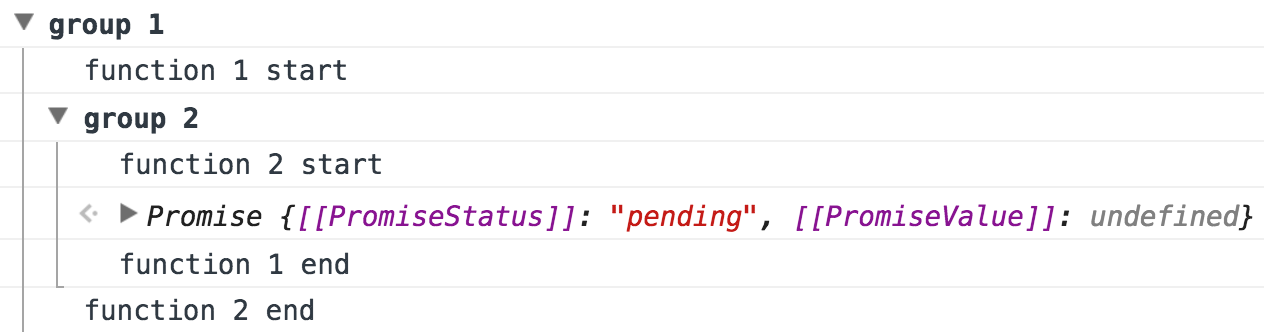 group 1
function 1 start
group 2
function 2 start
Promise {[[PromiseStatus]]: "pending", [[PromiseValue]]: undefined}
function 1 end
function 2 end